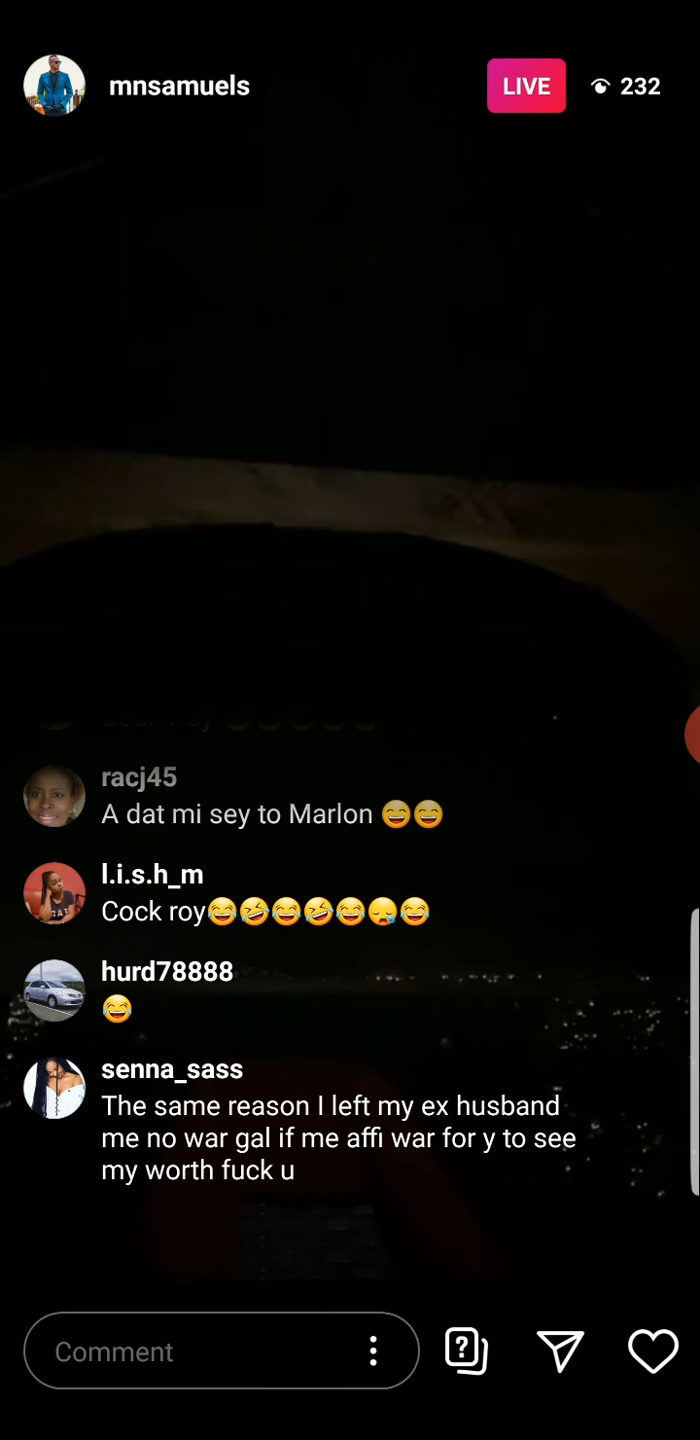 mnsamuels
LIVE
232
racj45
A dat mi sey to Marlon 😄😄
l.i.s.h_m
Cock roy😂🤣😂🤣😂😪😂
hurd78888
😂
senna_sass
The same reason I left my ex husband
me no war gal if me affi war for y to see
my worth fuck u
Comment